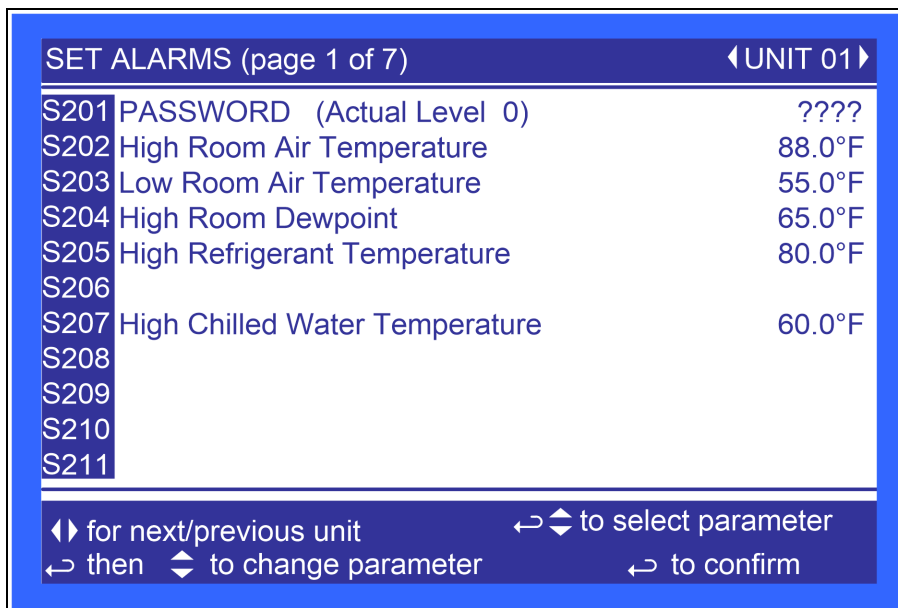 SET ALARMS (page 1 of 7) UNIT 01
S201 PASSWORD (Actual Level 0) ????
S202 High Room Air Temperature 88.0°F
S203 Low Room Air Temperature 55.0°F
S204 High Room Dewpoint 65.0°F
S205 High Refrigerant Temperature 80.0°F
S206
S207 High Chilled Water Temperature 60.0°F
S208
S209
S210
S211
for next/previous unit ↵ to select parameter
↵ then to change parameter ↵ to confirm